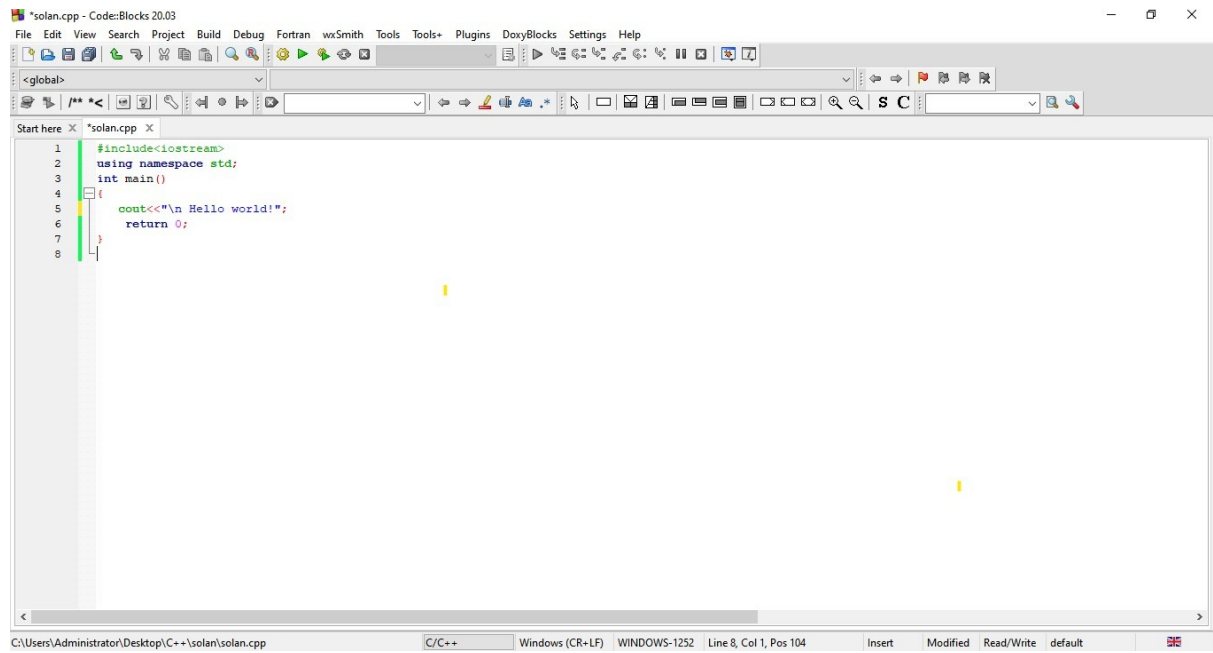 *solan.cpp - Code::Blocks 20.03
File Edit View Search Project Build Debug Fortran wxSmith Tools Tools+ Plugins DoxyBlocks Settings Help
<global>
/** *<
S C
Start here *solan.cpp
1 #include<iostream>
2 using namespace std;
3 int main()
4 {
5 cout<<"\n Hello world!";
6 return 0;
7 }
8
C:\Users\Administrator\Desktop\C++\solan\solan.cpp C/C++ Windows (CR+LF) WINDOWS-1252 Line 8, Col 1, Pos 104 Insert Modified Read/Write default